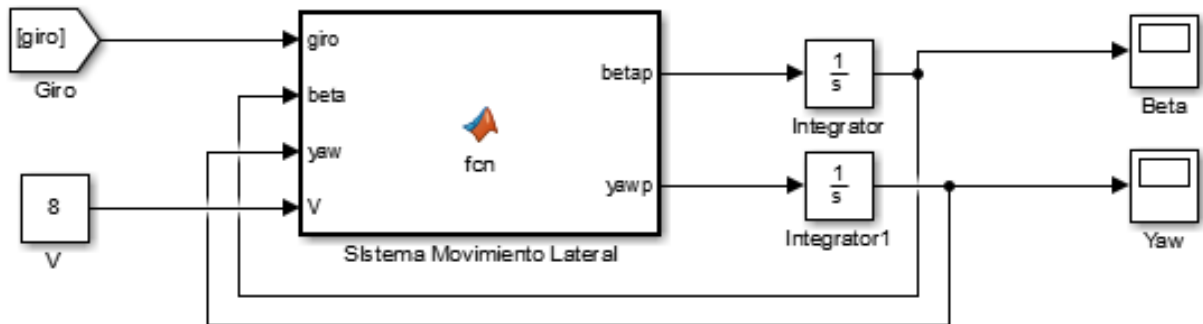 [giro]
Giro
8
V
giro
beta
yaw
V
fcn
betap
yawp
SIstema Movimiento Lateral
1
s
Integrator
1
s
Integrator1
Beta
Yaw